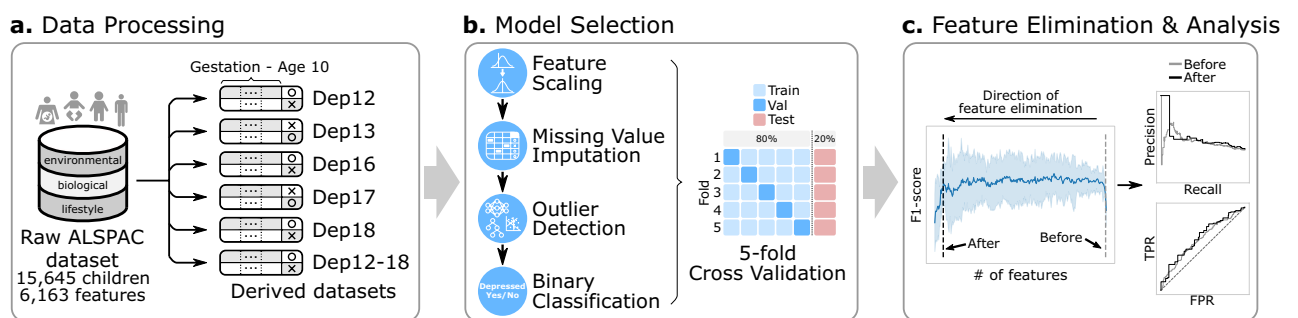 a. Data Processing
Gestation - Age 10
... O
... X
Dep12
... X
... O
Dep13
... O
... X
Dep16
... X
... O
Dep17
... O
... X
Dep18
... O
... X
Dep12-18
environmental
biological
lifestyle
Raw ALSPAC
dataset
15,645 children
6,163 features
Derived datasets
b. Model Selection
Feature
Scaling
Missing Value
Imputation
Outlier
Detection
Depressed
Yes/No
Binary
Classification
Train
Val
Test
80% 20%
Fold
1
2
3
4
5
5-fold
Cross Validation
c. Feature Elimination & Analysis
Direction of
feature elimination
F1-score
After
Before
# of features
Before
After
Precision
Recall
TPR
FPR